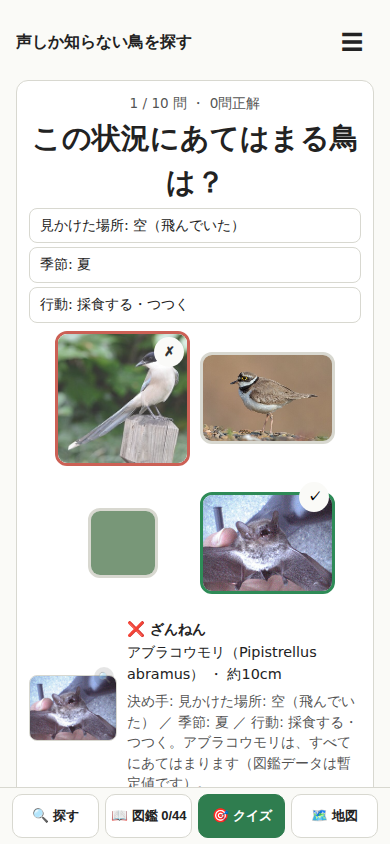 声しか知らない鳥を探す
☰
1 / 10 問 ・ 0問正解
この状況にあてはまる鳥
は？
見かけた場所: 空（飛んでいた）
季節: 夏
行動: 採食する・つつく
✗
✓
❌ ざんねん
アブラコウモリ（Pipistrellus
abramus） ・ 約10cm
決め手: 見かけた場所: 空（飛んでい
た） ／ 季節: 夏 ／ 行動: 採食する・
つつく。アブラコウモリは、すべて
にあてはまります（図鑑データは暫
定値です）。
🔍 探す
📖 図鑑 0/44
🎯 クイズ
🗺️ 地図